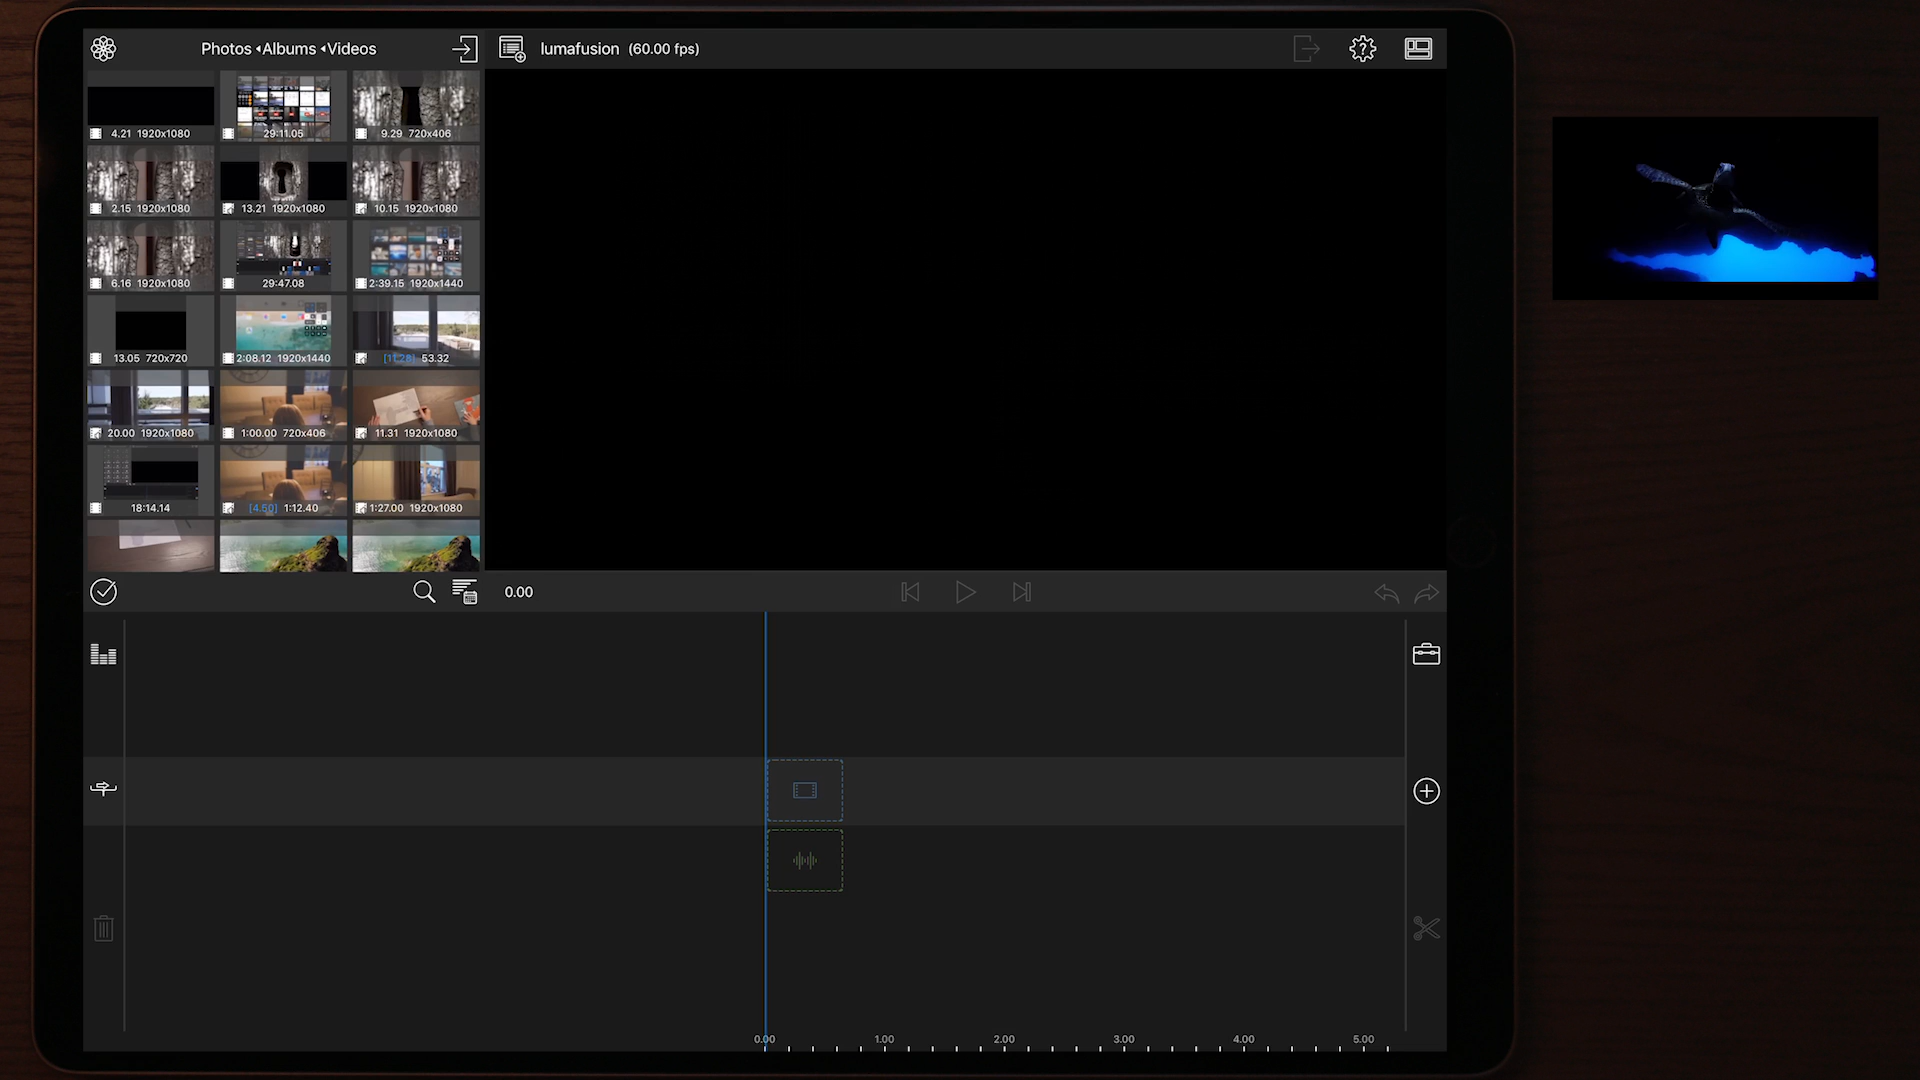 Photos ◂Albums ◂Videos
lumafusion (60.00 fps)
4.21 1920x1080
29:11.05
9.29 720x406
2.15 1920x1080
13.21 1920x1080
10.15 1920x1080
6.16 1920x1080
29:47.08
2:39.15 1920x1440
13.05 720x720
2:08.12 1920x1440
[11.28] 53.32
20.00 1920x1080
1:00.00 720x406
11.31 1920x1080
18:14.14
[4.50] 1:12.40
1:27.00 1920x1080
0.00
0.00 1.00 2.00 3.00 4.00 5.00